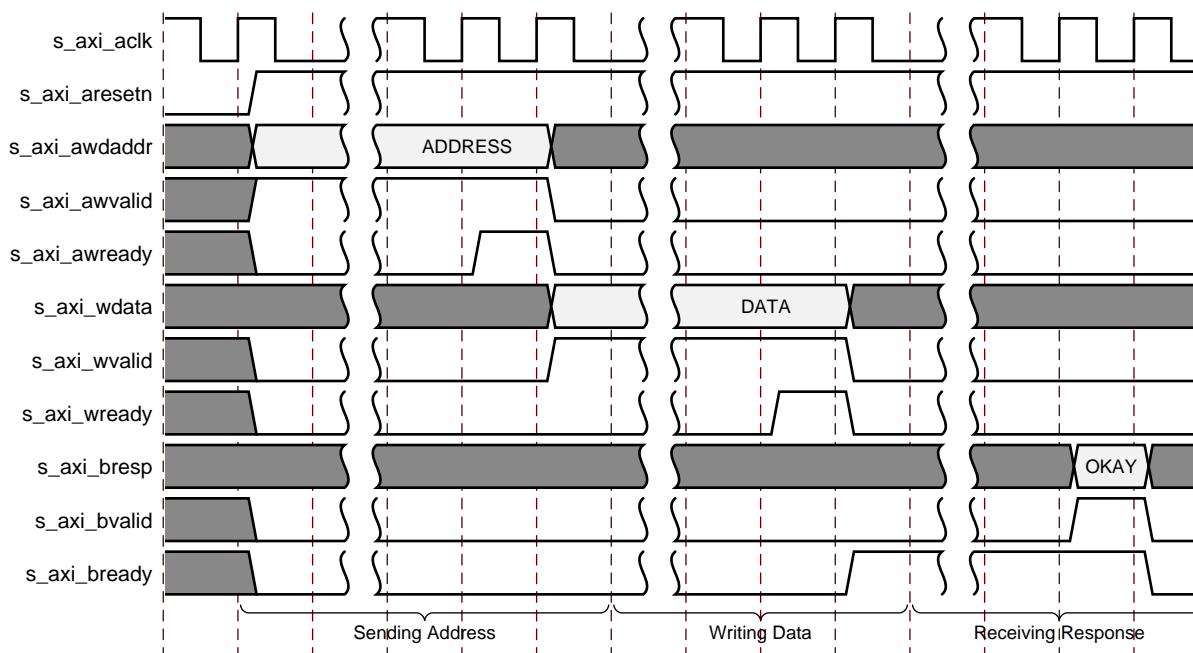 s_axi_aclk
s_axi_aresetn
s_axi_awdaddr ADDRESS
s_axi_awvalid
s_axi_awready
s_axi_wdata DATA
s_axi_wvalid
s_axi_wready
s_axi_bresp OKAY
s_axi_bvalid
s_axi_bready
Sending Address Writing Data Receiving Response